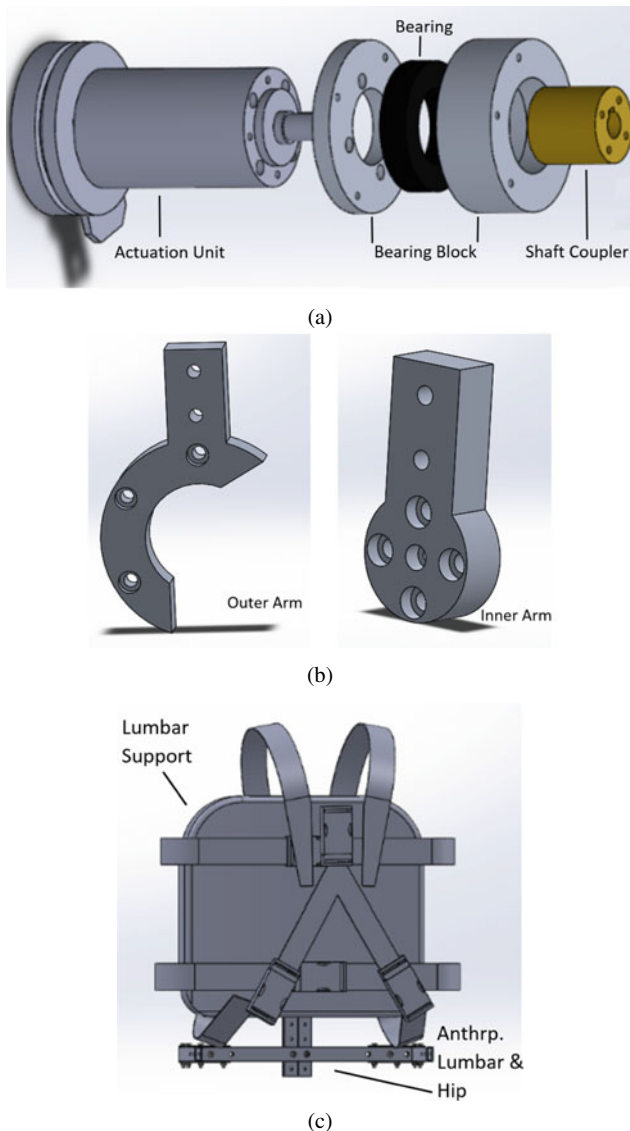 Bearing
Actuation Unit
Bearing Block
Shaft Coupler
(a)
Outer Arm
Inner Arm
(b)
Lumbar
Support
Anthrp.
Lumbar &
Hip
(c)